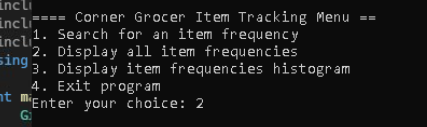 ==== Corner Grocer Item Tracking Menu ==
1. Search for an item frequency
2. Display all item frequencies
3. Display item frequencies histogram
4. Exit program
Enter your choice: 2